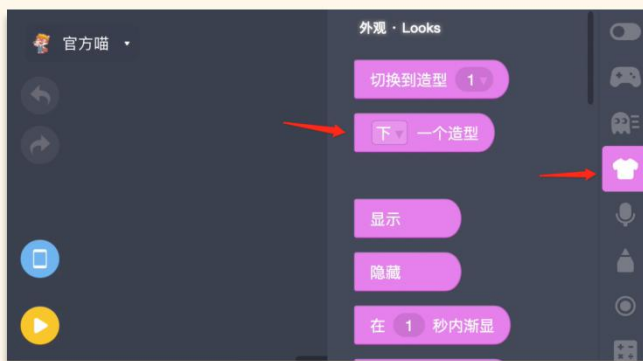 官方喵
外观 · Looks
切换到造型 1
下 一个造型
显示
隐藏
在 1 秒内渐显